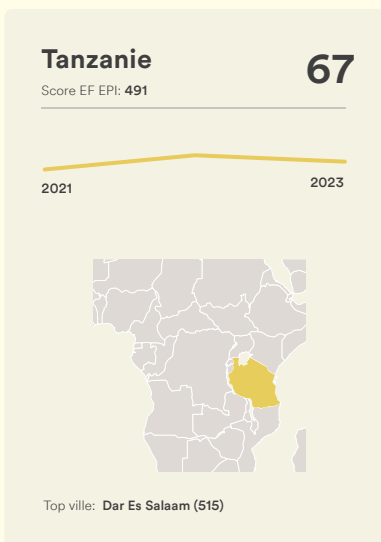 Tanzanie
67
Score EF EPI: 491
2021
2023
Top ville: Dar Es Salaam (515)